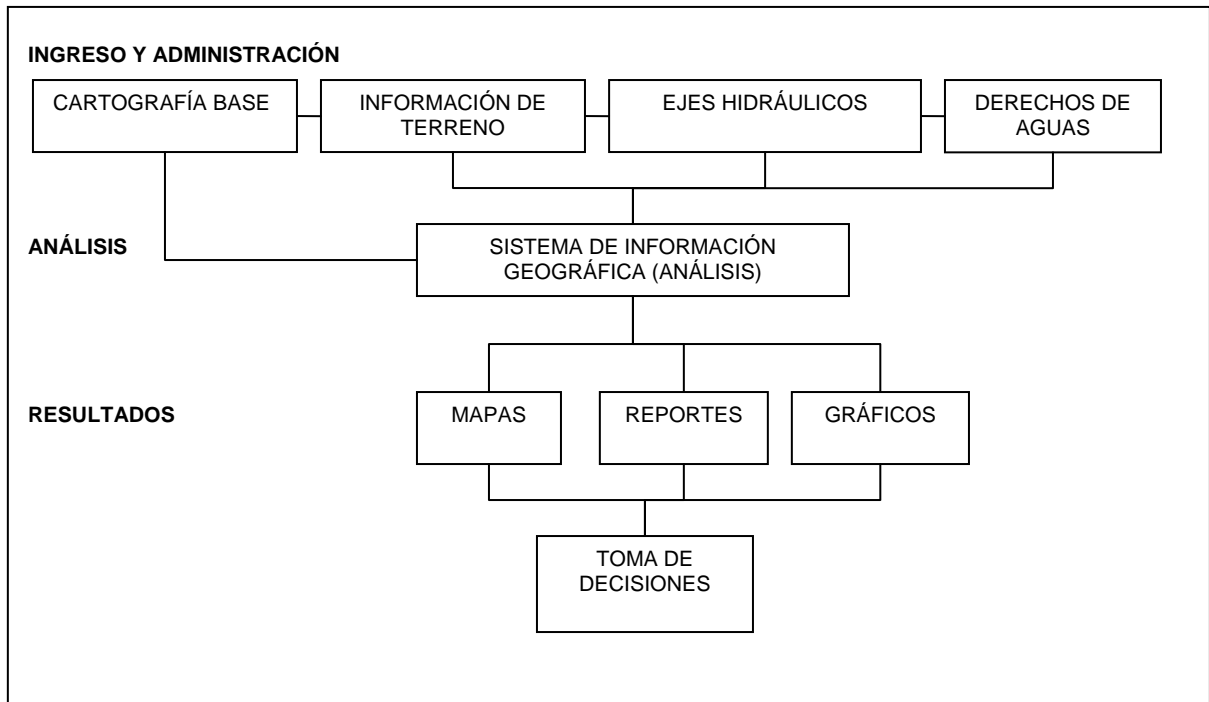 INGRESO Y ADMINISTRACIÓN
CARTOGRAFÍA BASE
INFORMACIÓN DE
TERRENO
EJES HIDRÁULICOS
DERECHOS DE
AGUAS
ANÁLISIS
SISTEMA DE INFORMACIÓN
GEOGRÁFICA (ANÁLISIS)
RESULTADOS
MAPAS
REPORTES
GRÁFICOS
TOMA DE
DECISIONES